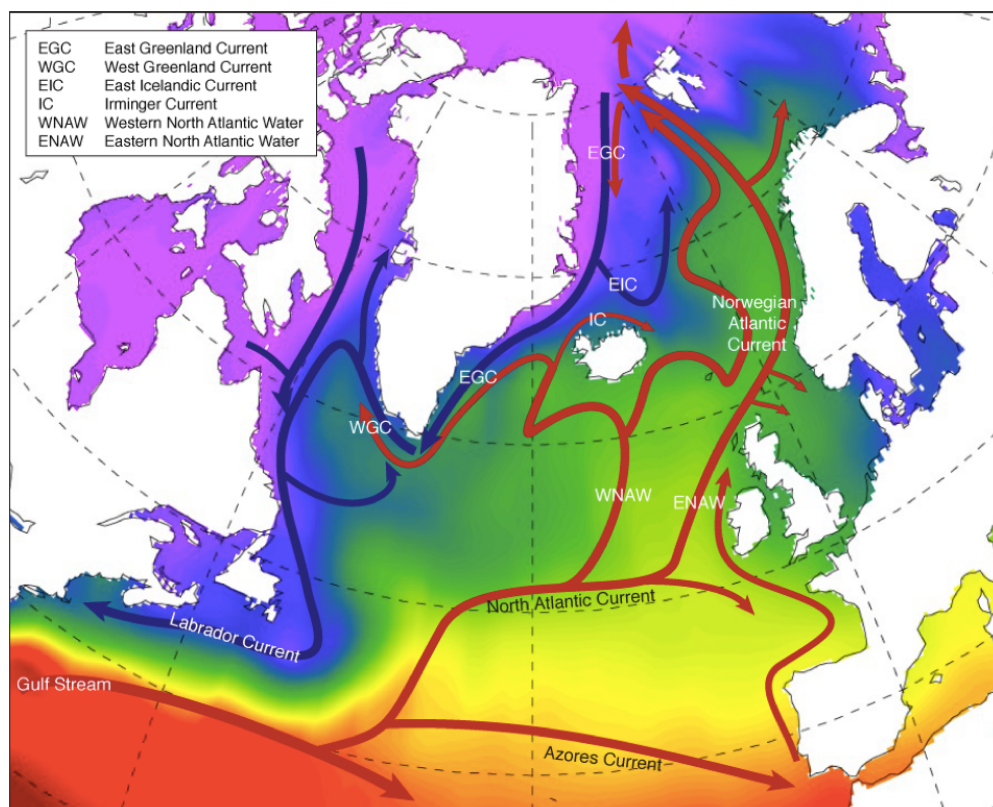 EGC East Greenland Current
WGC West Greenland Current
EIC East Icelandic Current
IC Irminger Current
WNAW Western North Atlantic Water
ENAW Eastern North Atlantic Water
EGC
EIC
Norwegian
Atlantic
Current
IC
EGC
WGC
WNAW
ENAW
North Atlantic Current
Labrador Current
Gulf Stream
Azores Current